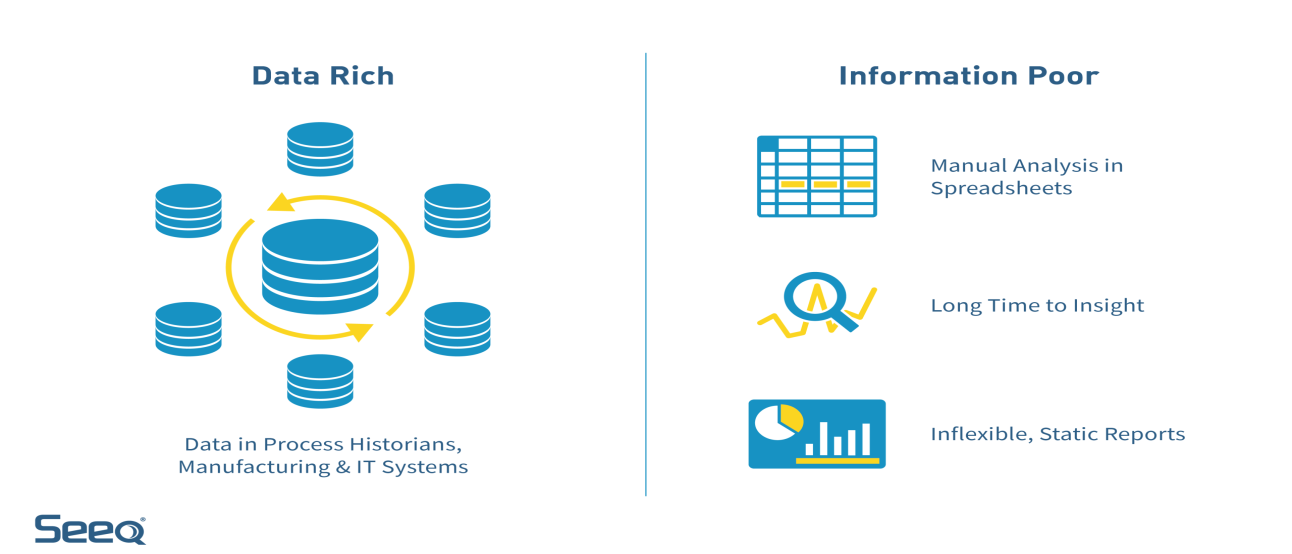 Data Rich
Data in Process Historians,
Manufacturing & IT Systems
Information Poor
Manual Analysis in
Spreadsheets
Long Time to Insight
Inflexible, Static Reports
Seeq®